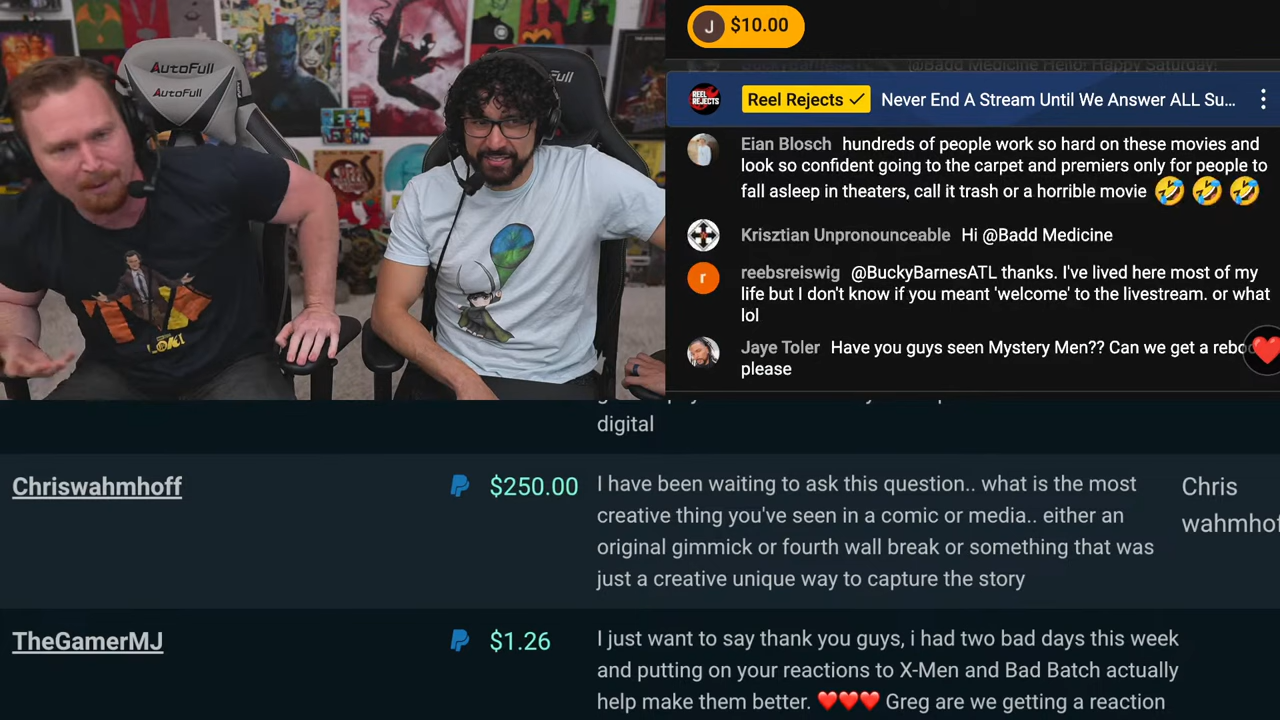 AutoFull
AutoFull
Full
LOKI
J $10.00
@Badd Medicine Hello! Happy Saturday!
REEL REJECTS
Reel Rejects Never End A Stream Until We Answer ALL Su...
Eian Blosch hundreds of people work so hard on these movies and
look so confident going to the carpet and premiers only for people to
fall asleep in theaters, call it trash or a horrible movie 🤣 🤣 🤣
Krisztian Unpronounceable Hi @Badd Medicine
r reebsreiswig @BuckyBarnesATL thanks. I've lived here most of my
life but I don't know if you meant 'welcome' to the livestream. or what
lol
Jaye Toler Have you guys seen Mystery Men?? Can we get a rebo
please
digital
Chriswahmhoff $250.00 I have been waiting to ask this question.. what is the most
creative thing you've seen in a comic or media.. either an
original gimmick or fourth wall break or something that was
just a creative unique way to capture the story
Chris
wahmhof
TheGamerMJ $1.26 I just want to say thank you guys, i had two bad days this week
and putting on your reactions to X-Men and Bad Batch actually
help make them better. ❤️❤️❤️ Greg are we getting a reaction